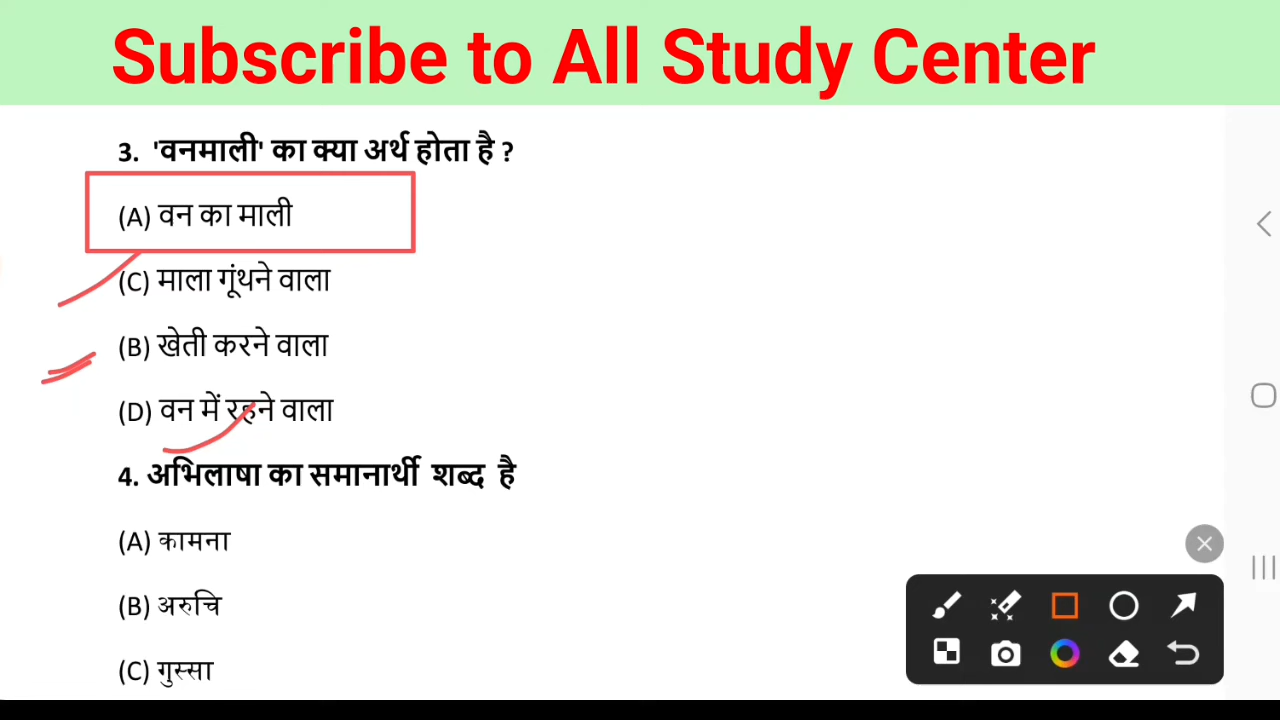 Subscribe to All Study Center
3. 'वनमाली' का क्या अर्थ होता है ?
(A) वन का माली
(C) माला गूंथने वाला
(B) खेती करने वाला
(D) वन में रहने वाला
4. अभिलाषा का समानार्थी शब्द है
(A) कामना
(B) अरुचि
(C) गुस्सा